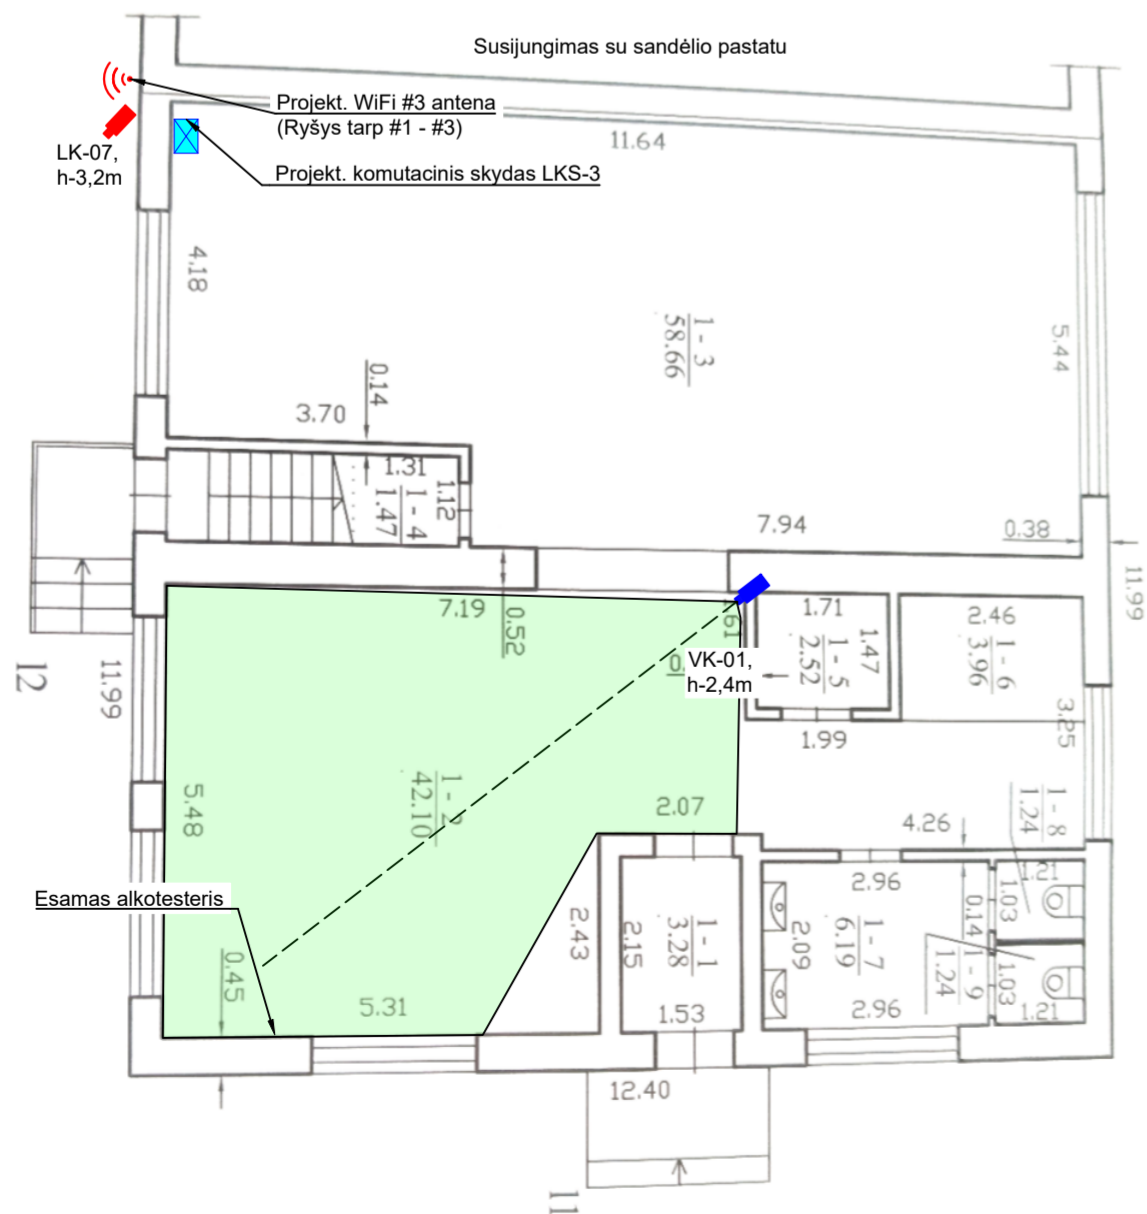 Susijungimas su sandėlio pastatu
Projekt. WiFi #3 antena
(Ryšys tarp #1 - #3)
11.64
LK-07,
h-3,2m
Projekt. komutacinis skydas LKS-3
4.18
1 - 3
58.66
5.44
0.14
3.70
1.31
1.12
1 - 4
1.47
7.94
0.38
11.99
7.19
0.52
1.61
1.71
1.47
1 - 5
2.52
2.46
1 - 6
3.96
VK-01,
h-2,4m
12
11.99
3.25
1.99
5.48
1 - 2
42.10
2.07
4.26
1 - 8
1.24
Esamas alkotesteris
2.96
1.21
1.03
0.14
2.43
2.15
1 - 1
3.28
2.09
1 - 7
6.19
1 - 9
1.24
1.03
0.45
5.31
1.53
2.96
1.21
12.40
11